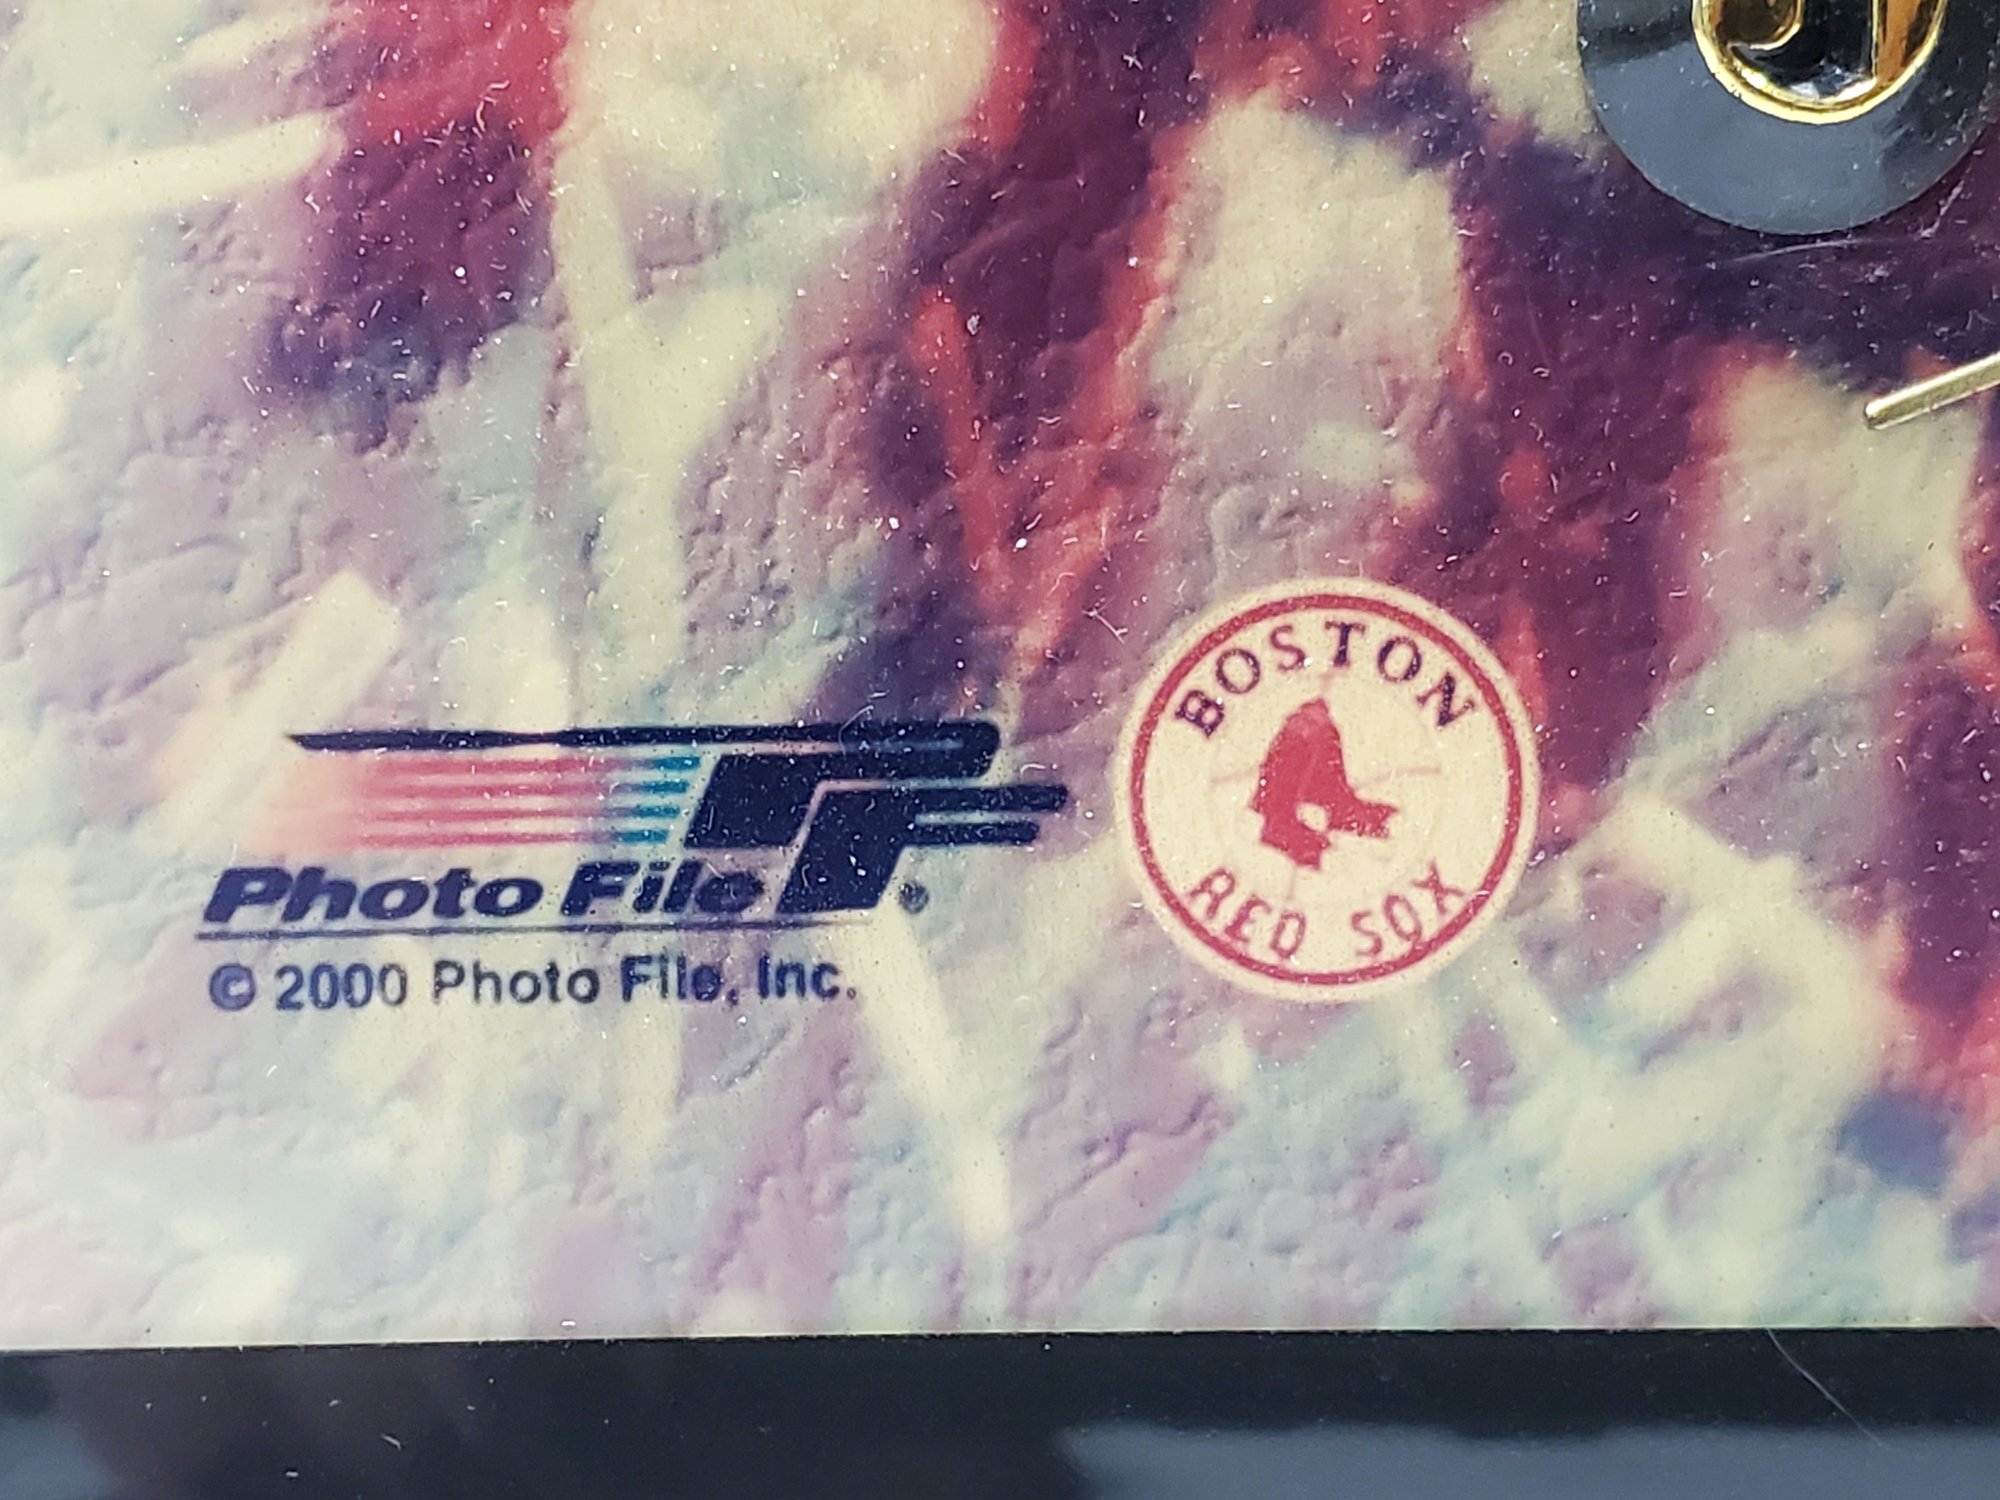 BOSTON
RED SOX
Photo File
© 2000 Photo File, Inc.